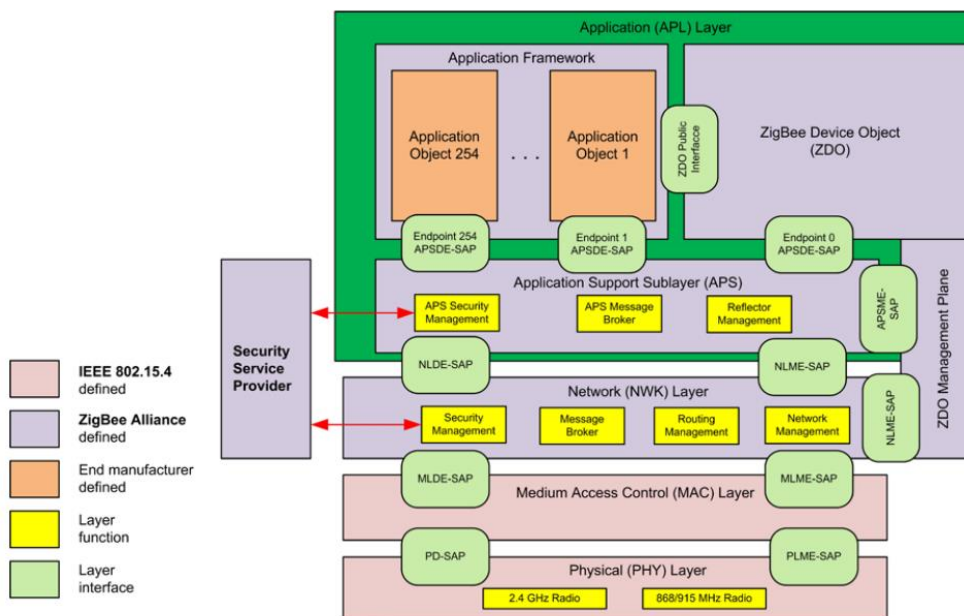 Application (APL) Layer
Application Framework
Application
Object 254
. . .
Application
Object 1
ZDO Public
Interfacce
ZigBee Device Object
(ZDO)
Endpoint 254
APSDE-SAP
Endpoint 1
APSDE-SAP
Endpoint 0
APSDE-SAP
Application Support Sublayer (APS)
APS Security
Management
APS Message
Broker
Reflector
Management
APSME-
SAP
ZDO Management Plane
Security
Service
Provider
NLDE-SAP
NLME-SAP
Network (NWK) Layer
Security
Management
Message
Broker
Routing
Management
Network
Management
NLME-SAP
MLDE-SAP
MLME-SAP
Medium Access Control (MAC) Layer
PD-SAP
PLME-SAP
Physical (PHY) Layer
2.4 GHz Radio
868/915 MHz Radio
IEEE 802.15.4
defined
ZigBee Alliance
defined
End manufacturer
defined
Layer
function
Layer
interface